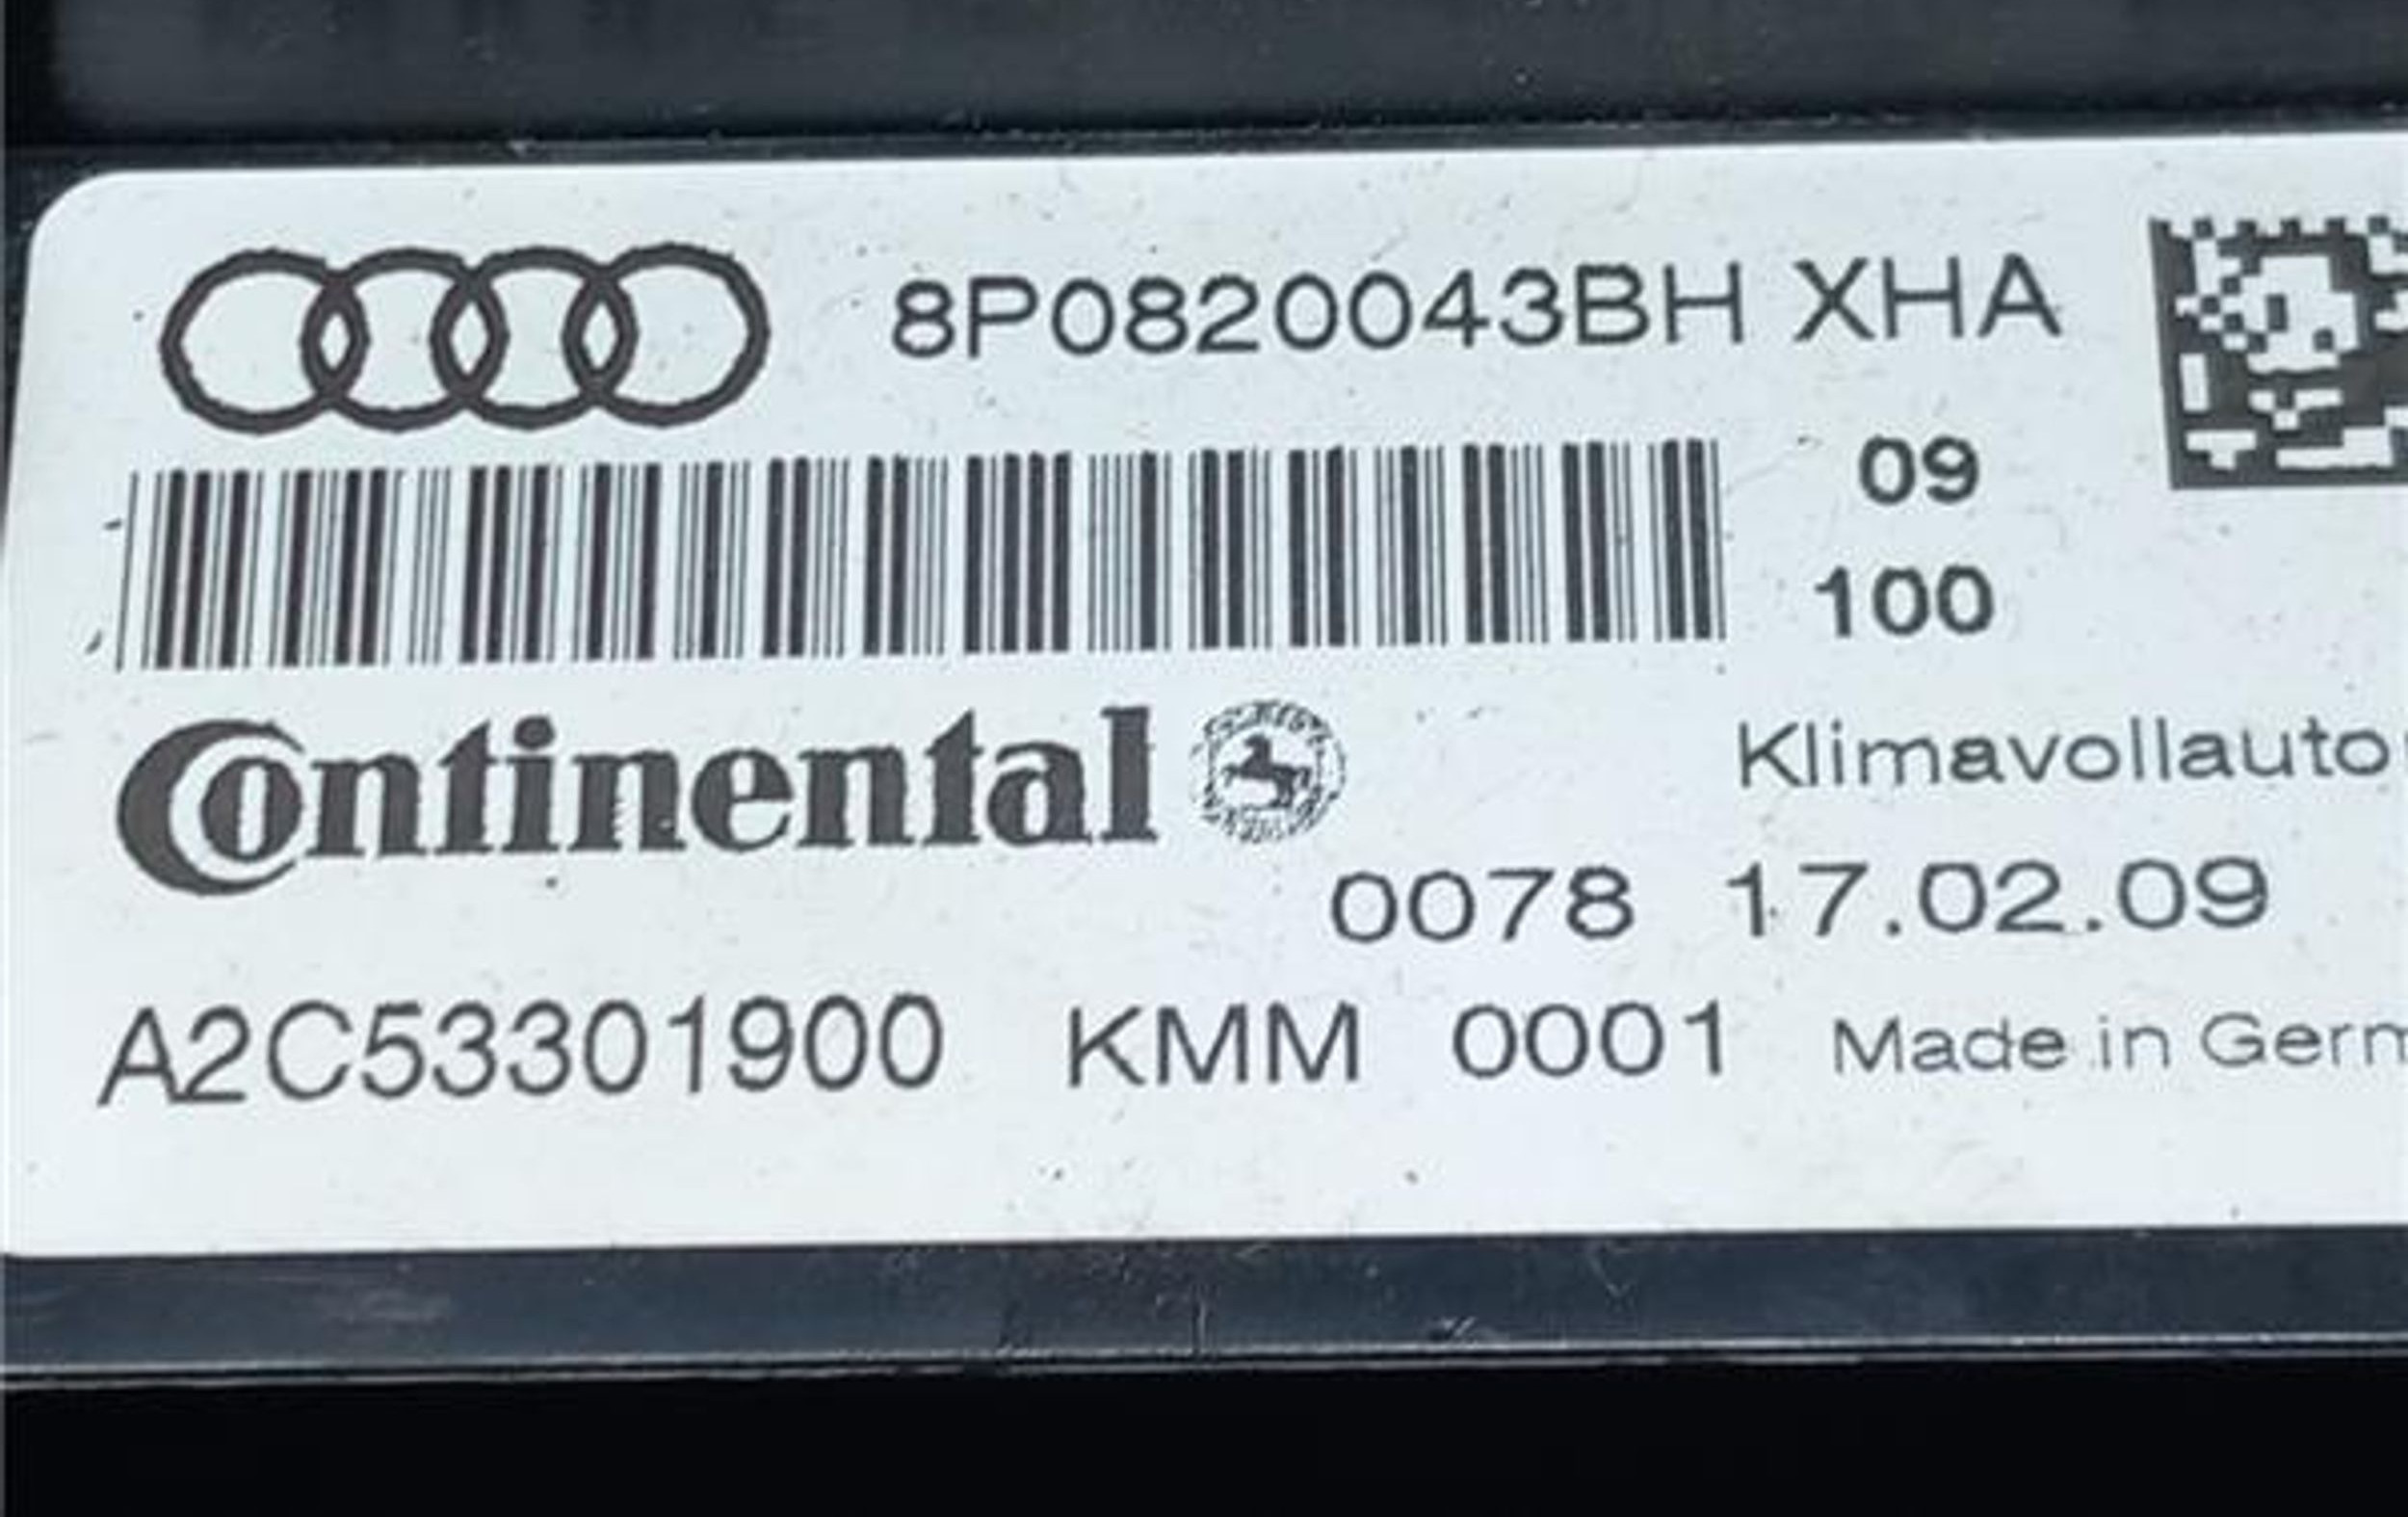 8P0820043BH XHA
09
100
Continental
Klimavollauto
0078 17.02.09
A2C53301900 KMM 0001 Made in Germ